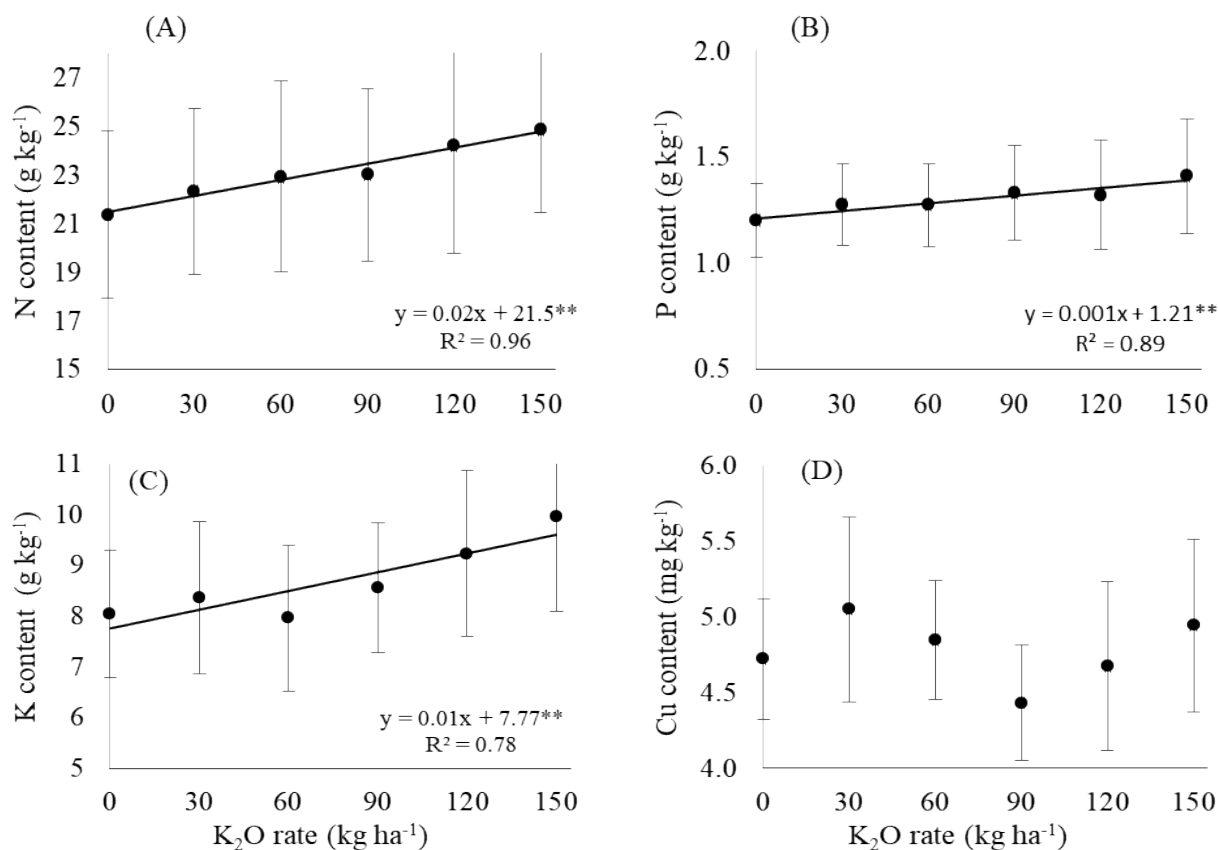 (A)
N content (g kg⁻¹)
27
25
23
21
19
17
15
y = 0.02x + 21.5**
R² = 0.96
0 30 60 90 120 150
(B)
P content (g kg⁻¹)
2.0
1.5
1.0
0.5
y = 0.001x + 1.21**
R² = 0.89
0 30 60 90 120 150
(C)
K content (g kg⁻¹)
11
10
9
8
7
6
5
y = 0.01x + 7.77**
R² = 0.78
0 30 60 90 120 150
K₂O rate (kg ha⁻¹)
(D)
Cu content (mg kg⁻¹)
6.0
5.5
5.0
4.5
4.0
0 30 60 90 120 150
K₂O rate (kg ha⁻¹)